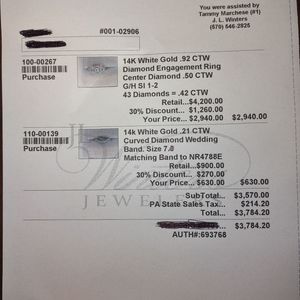 You were assisted by
Tammy Marchese (#1)
J. L. Winters
(570) 546-2825
#001-02906
100-00267
Purchase
14K White Gold .92 CTW
Diamond Engagement Ring
Center Diamond .50 CTW
G/H SI 1-2
43 Diamonds = .42 CTW
Retail...$4,200.00
30% Discount...$1,260.00
Your Price...$2,940.00 $2,940.00
110-00139
Purchase
14k White Gold .21 CTW
Curved Diamond Wedding
Band. Size 7.0
Matching Band to NR4788E
Retail...$900.00
30% Discount...$270.00
Your Price...$630.00 $630.00
JEWELERS
SubTotal... $3,570.00
PA State Sales Tax... $214.20
Total... $3,784.20
$3,784.20
AUTH#:693768